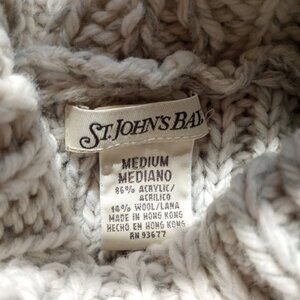 ST. JOHN'S BAY
MEDIUM
MEDIANO
86% ACRYLIC/
ACRILICO
14% WOOL/LANA
MADE IN HONG KONG
HECHO EN HONG KONG
RN 93677